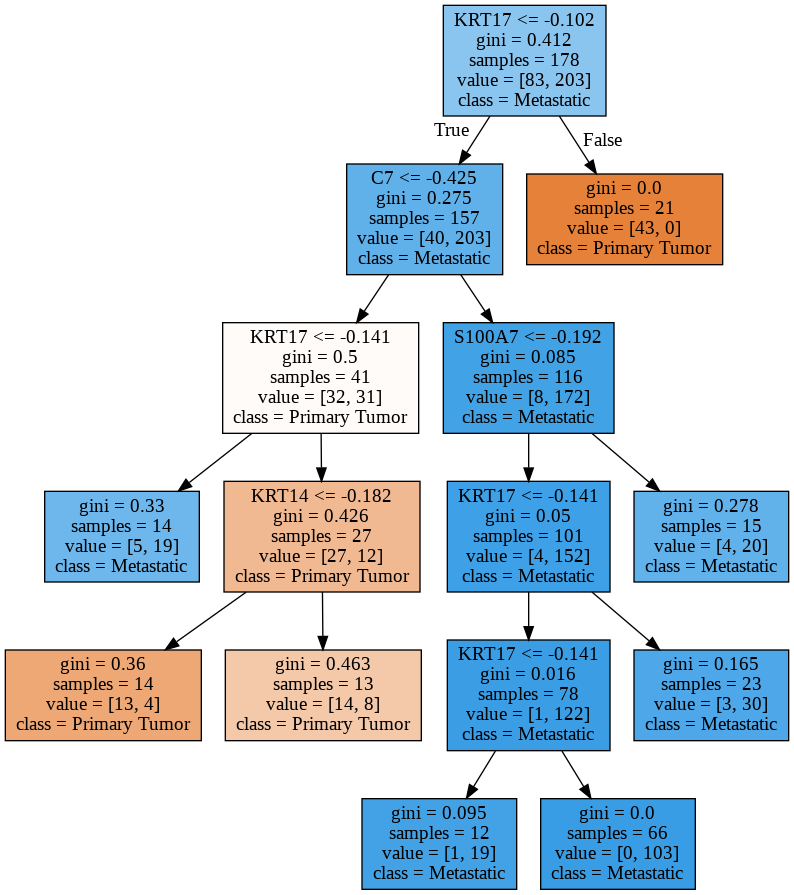 KRT17 <= -0.102
gini = 0.412
samples = 178
value = [83, 203]
class = Metastatic
True
False
C7 <= -0.425
gini = 0.275
samples = 157
value = [40, 203]
class = Metastatic
gini = 0.0
samples = 21
value = [43, 0]
class = Primary Tumor
KRT17 <= -0.141
gini = 0.5
samples = 41
value = [32, 31]
class = Primary Tumor
S100A7 <= -0.192
gini = 0.085
samples = 116
value = [8, 172]
class = Metastatic
gini = 0.33
samples = 14
value = [5, 19]
class = Metastatic
KRT14 <= -0.182
gini = 0.426
samples = 27
value = [27, 12]
class = Primary Tumor
KRT17 <= -0.141
gini = 0.05
samples = 101
value = [4, 152]
class = Metastatic
gini = 0.278
samples = 15
value = [4, 20]
class = Metastatic
gini = 0.36
samples = 14
value = [13, 4]
class = Primary Tumor
gini = 0.463
samples = 13
value = [14, 8]
class = Primary Tumor
KRT17 <= -0.141
gini = 0.016
samples = 78
value = [1, 122]
class = Metastatic
gini = 0.165
samples = 23
value = [3, 30]
class = Metastatic
gini = 0.095
samples = 12
value = [1, 19]
class = Metastatic
gini = 0.0
samples = 66
value = [0, 103]
class = Metastatic